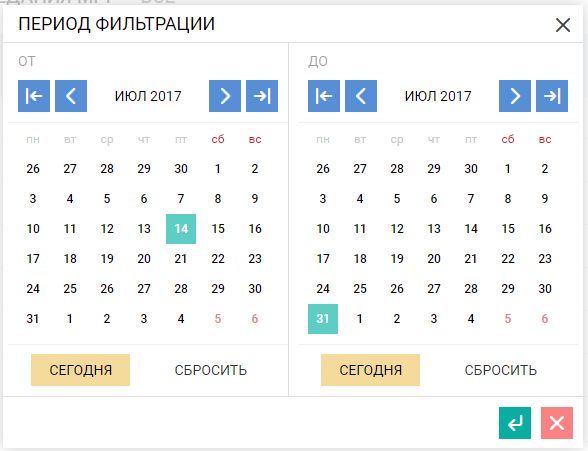 ПЕРИОД ФИЛЬТРАЦИИ
ОТ
ИЮЛ 2017
пн вт ср чт пт сб вс
26 27 28 29 30 1 2
3 4 5 6 7 8 9
10 11 12 13 14 15 16
17 18 19 20 21 22 23
24 25 26 27 28 29 30
31 1 2 3 4 5 6
СЕГОДНЯ СБРОСИТЬ
ДО
ИЮЛ 2017
пн вт ср чт пт сб вс
26 27 28 29 30 1 2
3 4 5 6 7 8 9
10 11 12 13 14 15 16
17 18 19 20 21 22 23
24 25 26 27 28 29 30
31 1 2 3 4 5 6
СЕГОДНЯ СБРОСИТЬ